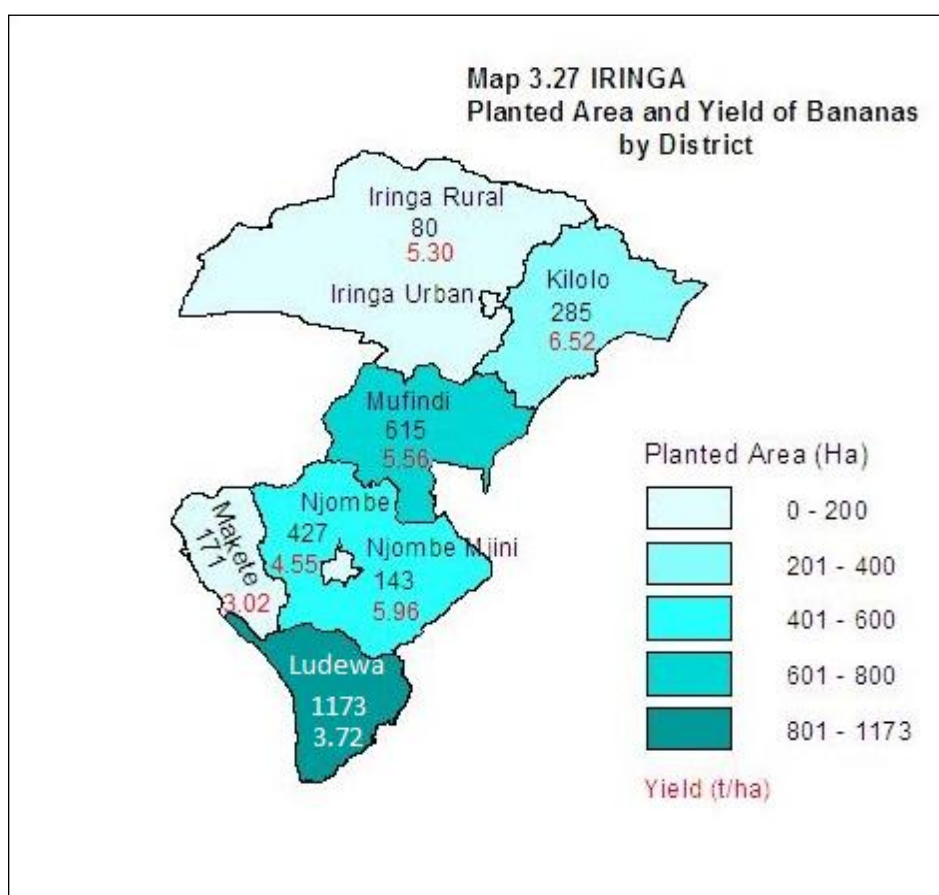 Map 3.27 IRINGA
Planted Area and Yield of Bananas
by District
Iringa Rural
80
5.30
Iringa Urban
Kilolo
285
6.52
Mufindi
615
5.56
Njombe
427
4.55
Njombe Mjini
143
5.96
Makete
171
3.02
Ludewa
1173
3.72
Planted Area (Ha)
0 - 200
201 - 400
401 - 600
601 - 800
801 - 1173
Yield (t/ha)